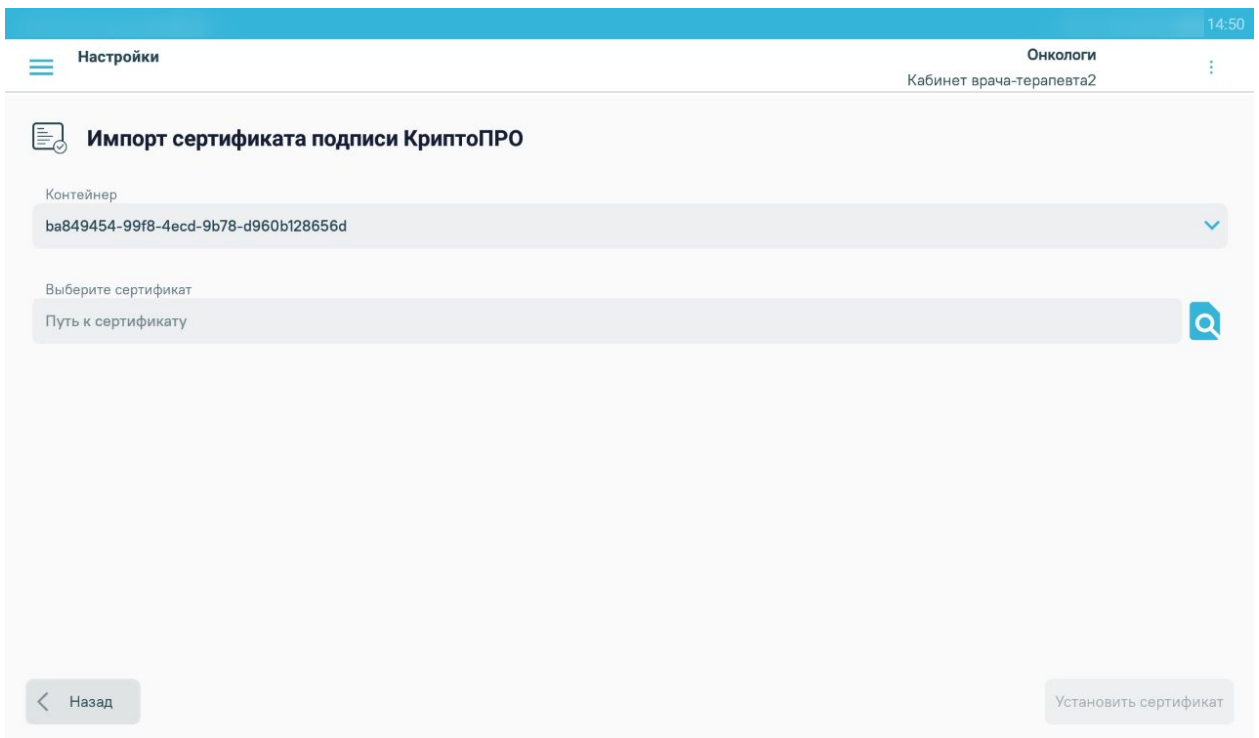 14:50
Настройки
Онкологи
Кабинет врача-терапевта2
Импорт сертификата подписи КриптоПРО
Контейнер
ba849454-99f8-4ecd-9b78-d960b128656d
Выберите сертификат
Путь к сертификату
Назад
Установить сертификат